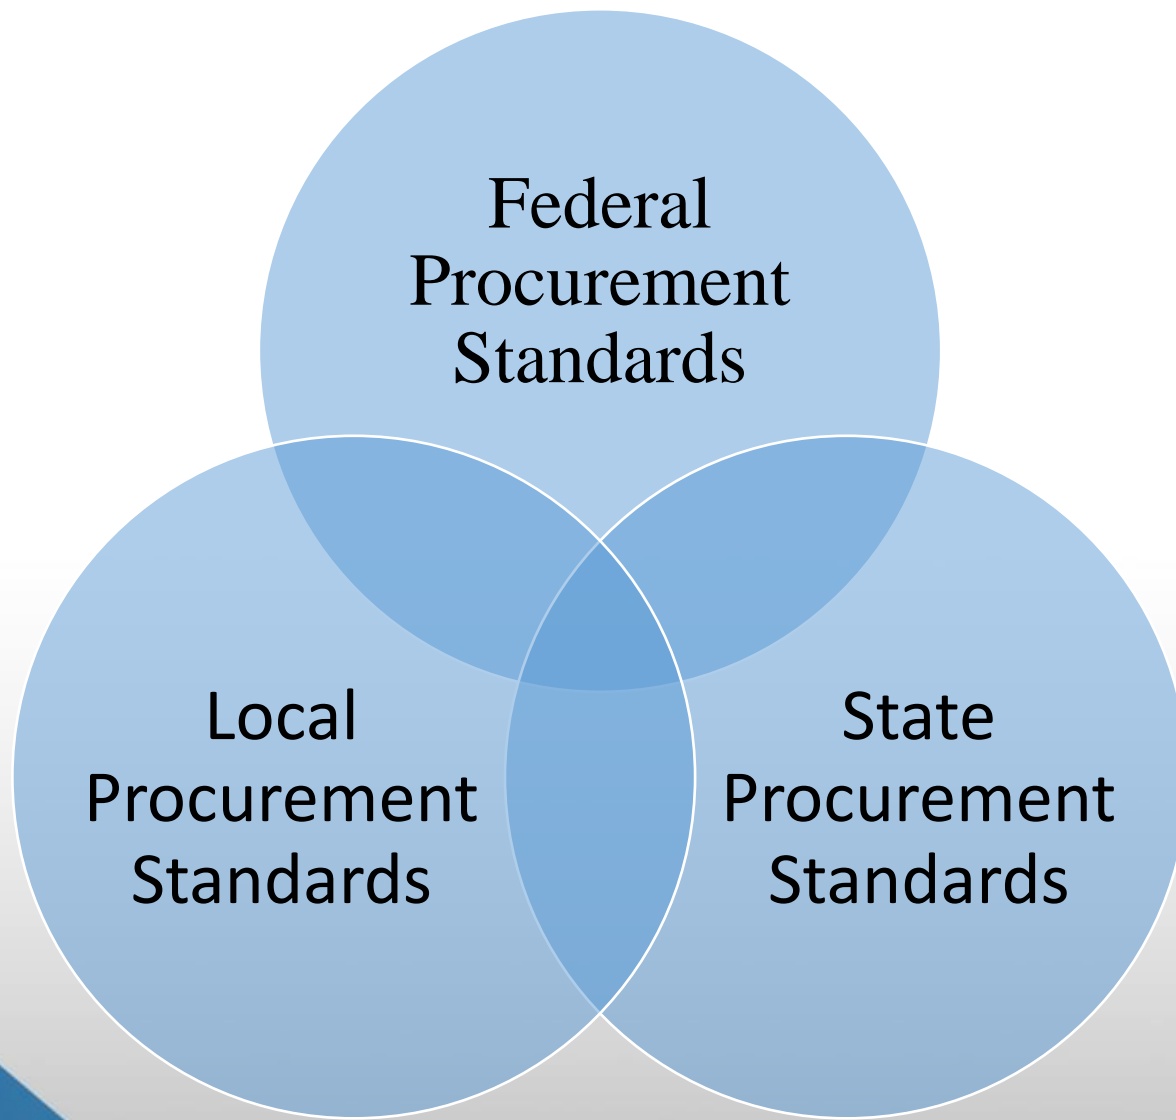 Federal
Procurement
Standards
Local
Procurement
Standards
State
Procurement
Standards